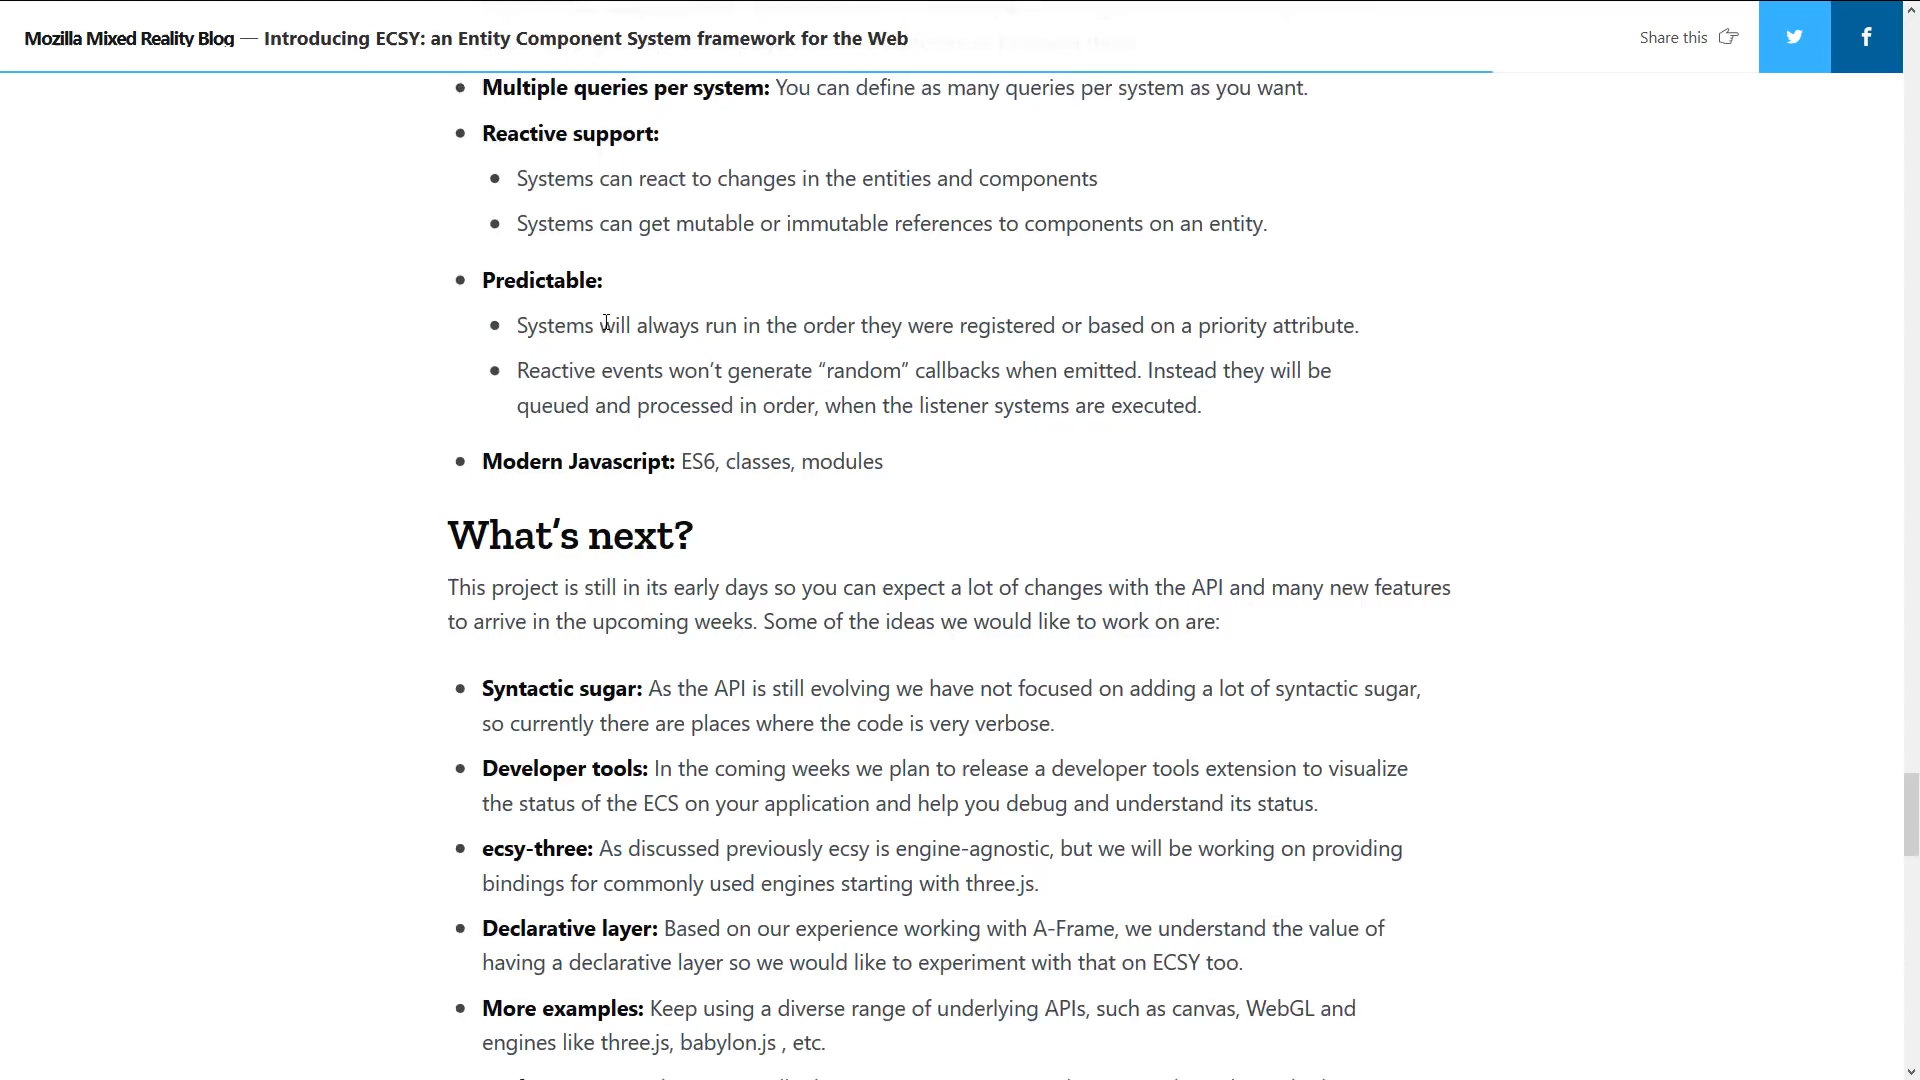 Mozilla Mixed Reality Blog — Introducing ECSY: an Entity Component System framework for the Web
Share this
Multiple queries per system: You can define as many queries per system as you want.
Reactive support:
Systems can react to changes in the entities and components
Systems can get mutable or immutable references to components on an entity.
Predictable:
Systems will always run in the order they were registered or based on a priority attribute.
Reactive events won’t generate “random” callbacks when emitted. Instead they will be
queued and processed in order, when the listener systems are executed.
Modern Javascript: ES6, classes, modules
What‘s next?
This project is still in its early days so you can expect a lot of changes with the API and many new features
to arrive in the upcoming weeks. Some of the ideas we would like to work on are:
Syntactic sugar: As the API is still evolving we have not focused on adding a lot of syntactic sugar,
so currently there are places where the code is very verbose.
Developer tools: In the coming weeks we plan to release a developer tools extension to visualize
the status of the ECS on your application and help you debug and understand its status.
ecsy-three: As discussed previously ecsy is engine-agnostic, but we will be working on providing
bindings for commonly used engines starting with three.js.
Declarative layer: Based on our experience working with A-Frame, we understand the value of
having a declarative layer so we would like to experiment with that on ECSY too.
More examples: Keep using a diverse range of underlying APIs, such as canvas, WebGL and
engines like three.js, babylon.js , etc.